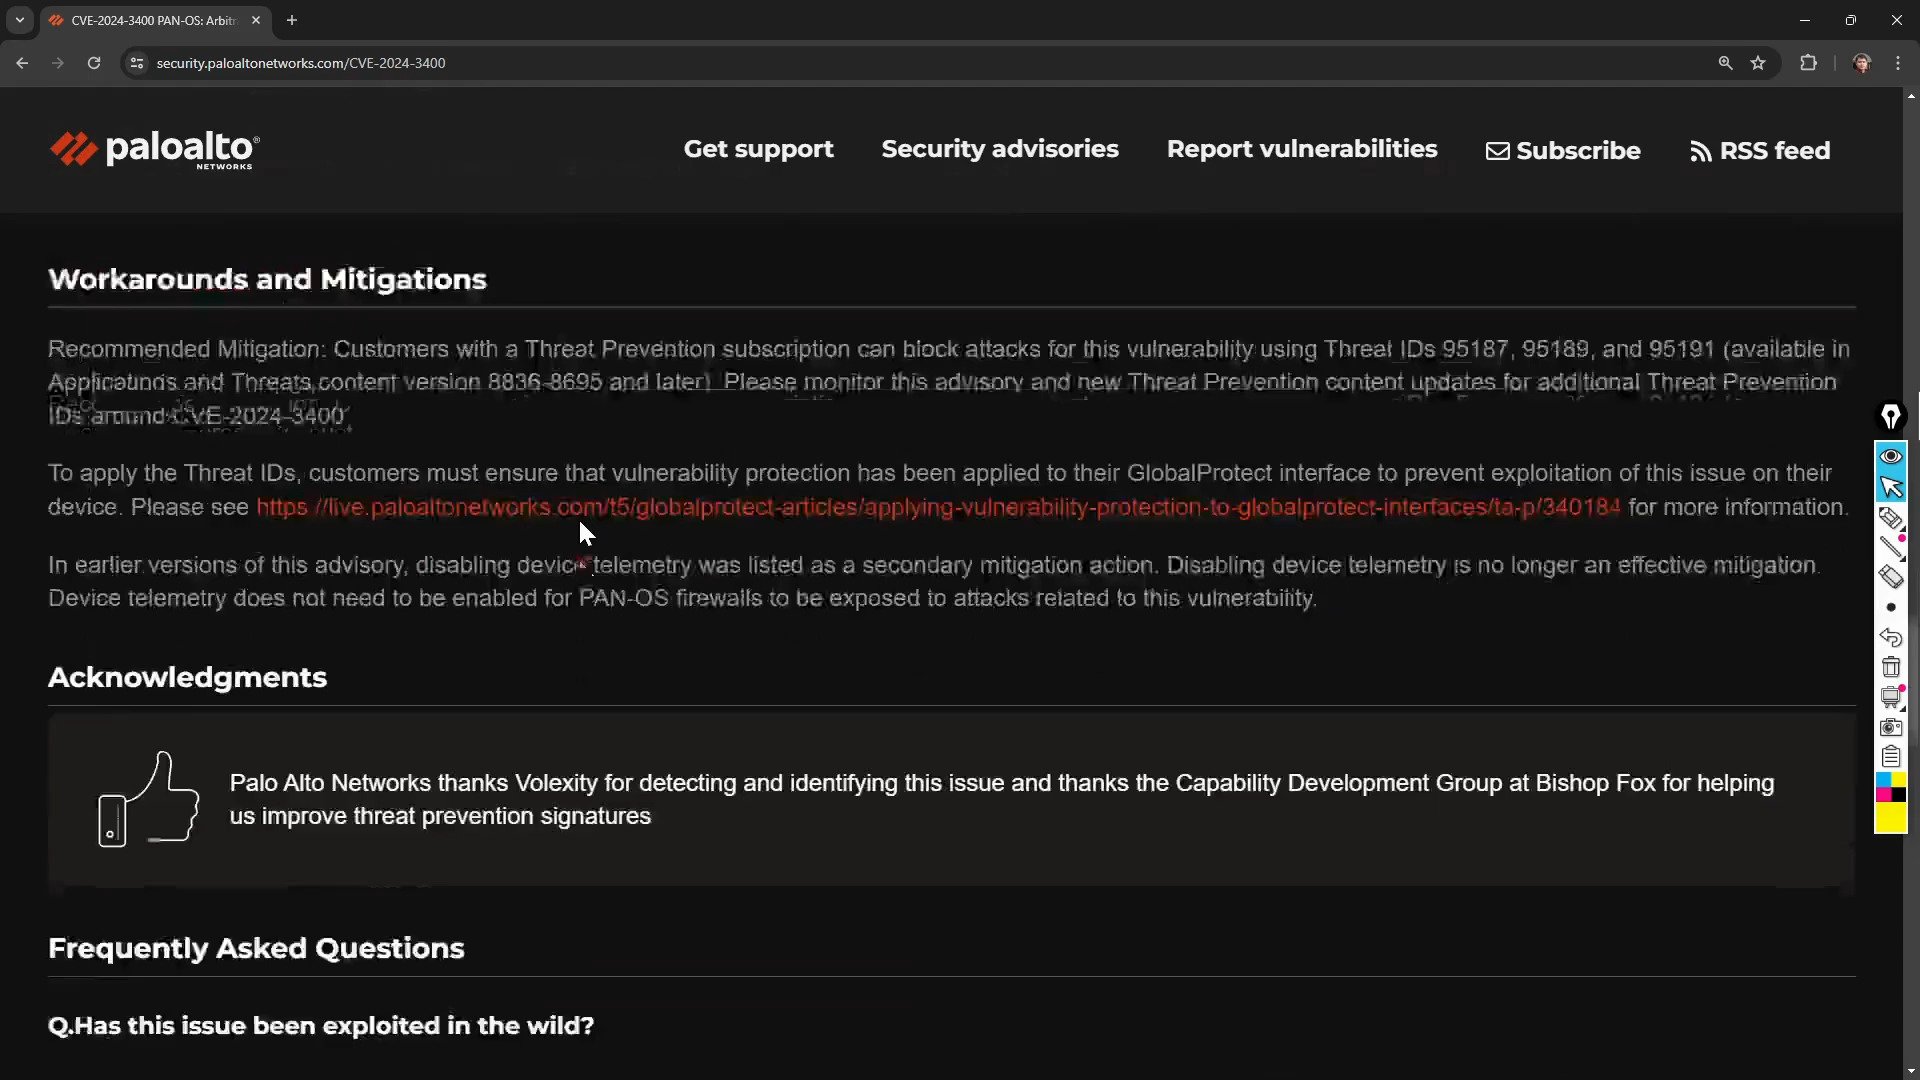 CVE-2024-3400 PAN-OS: Arbitr
security.paloaltonetworks.com/CVE-2024-3400
paloalto
NETWORKS
Get support
Security advisories
Report vulnerabilities
Subscribe
RSS feed
Workarounds and Mitigations
Recommended Mitigation: Customers with a Threat Prevention subscription can block attacks for this vulnerability using Threat IDs 95187, 95189, and 95191 (available in
Applications and Threats content version 8836-8695 and later). Please monitor this advisory and new Threat Prevention content updates for additional Threat Prevention
IDs around CVE-2024-3400.
To apply the Threat IDs, customers must ensure that vulnerability protection has been applied to their GlobalProtect interface to prevent exploitation of this issue on their
device. Please see https://live.paloaltonetworks.com/t5/globalprotect-articles/applying-vulnerability-protection-to-globalprotect-interfaces/ta-p/340184 for more information.
In earlier versions of this advisory, disabling device telemetry was listed as a secondary mitigation action. Disabling device telemetry is no longer an effective mitigation.
Device telemetry does not need to be enabled for PAN-OS firewalls to be exposed to attacks related to this vulnerability.
Acknowledgments
Palo Alto Networks thanks Volexity for detecting and identifying this issue and thanks the Capability Development Group at Bishop Fox for helping
us improve threat prevention signatures
Frequently Asked Questions
Q.Has this issue been exploited in the wild?